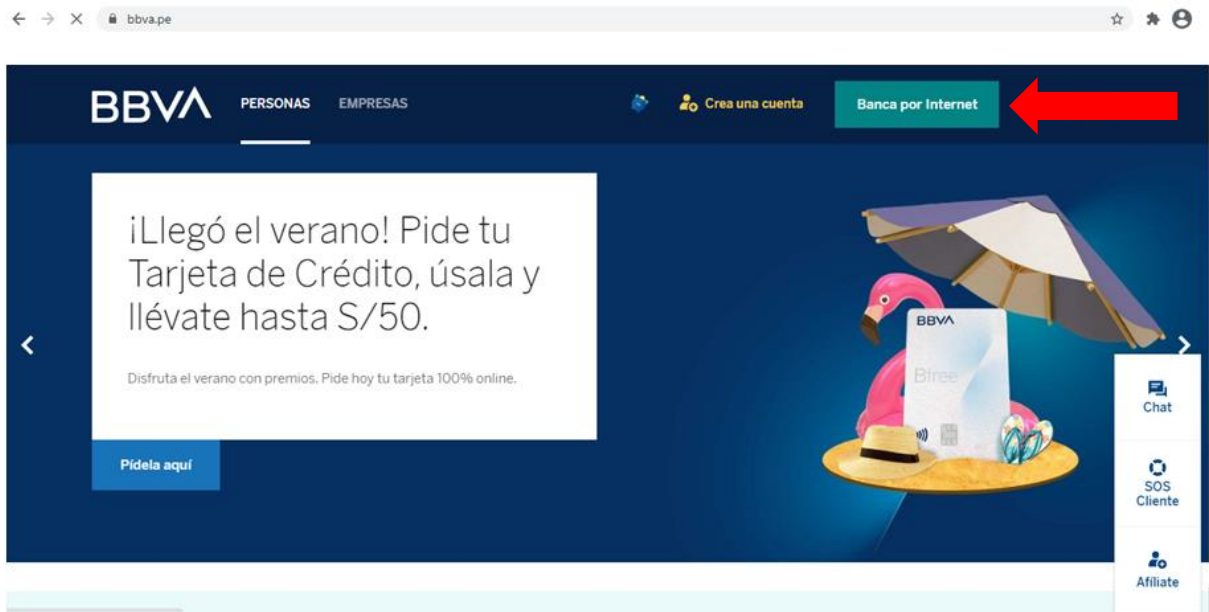 bbva.pe
BBVA PERSONAS EMPRESAS Crea una cuenta Banca por Internet
¡Llegó el verano! Pide tu
Tarjeta de Crédito, úsala y
llévate hasta S/50.
Disfruta el verano con premios. Pide hoy tu tarjeta 100% online.
Pídela aquí
BBVA
Bfree
Chat
SOS
Cliente
Afíliate